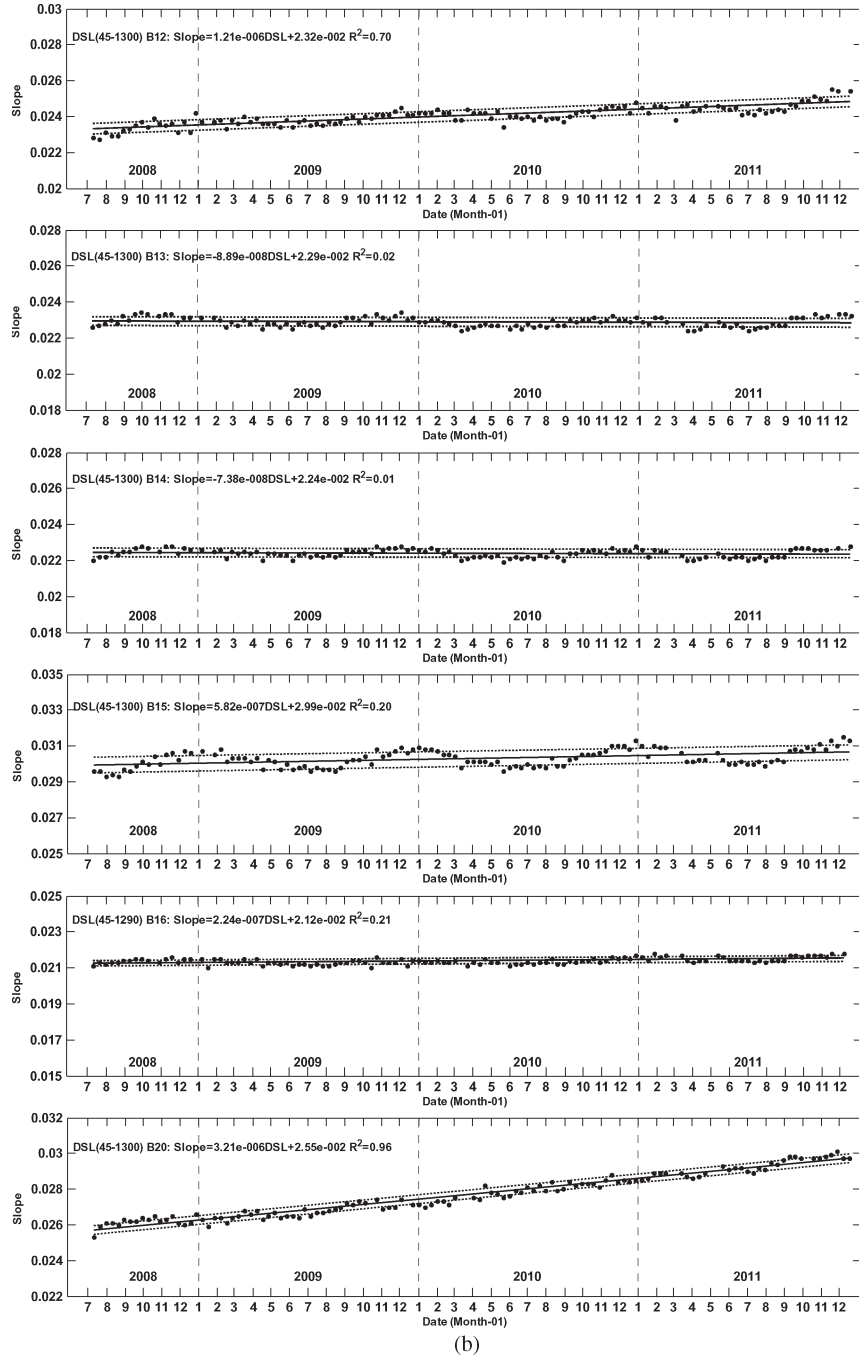 0.03
DSL(45-1300) B12: Slope=1.21e-006DSL+2.32e-002 R²=0.70
0.028
0.026
Slope
0.024
0.022
2008 2009 2010 2011
0.02
7 8 9 10 11 12 1 2 3 4 5 6 7 8 9 10 11 12 1 2 3 4 5 6 7 8 9 10 11 12 1 2 3 4 5 6 7 8 9 10 11 12
Date (Month-01)
0.028
DSL(45-1300) B13: Slope=-8.89e-008DSL+2.29e-002 R²=0.02
0.026
0.024
Slope
0.022
0.02
2008 2009 2010 2011
0.018
7 8 9 10 11 12 1 2 3 4 5 6 7 8 9 10 11 12 1 2 3 4 5 6 7 8 9 10 11 12 1 2 3 4 5 6 7 8 9 10 11 12
Date (Month-01)
0.028
DSL(45-1300) B14: Slope=-7.38e-008DSL+2.24e-002 R²=0.01
0.026
0.024
Slope
0.022
0.02
2008 2009 2010 2011
0.018
7 8 9 10 11 12 1 2 3 4 5 6 7 8 9 10 11 12 1 2 3 4 5 6 7 8 9 10 11 12 1 2 3 4 5 6 7 8 9 10 11 12
Date (Month-01)
0.035
DSL(45-1300) B15: Slope=5.82e-007DSL+2.99e-002 R²=0.20
0.033
0.031
Slope
0.029
0.027
2008 2009 2010 2011
0.025
7 8 9 10 11 12 1 2 3 4 5 6 7 8 9 10 11 12 1 2 3 4 5 6 7 8 9 10 11 12 1 2 3 4 5 6 7 8 9 10 11 12
Date (Month-01)
0.025
DSL(45-1290) B16: Slope=2.24e-007DSL+2.12e-002 R²=0.21
0.023
0.021
Slope
0.019
0.017
2008 2009 2010 2011
0.015
7 8 9 10 11 12 1 2 3 4 5 6 7 8 9 10 11 12 1 2 3 4 5 6 7 8 9 10 11 12 1 2 3 4 5 6 7 8 9 10 11 12
Date (Month-01)
0.032
DSL(45-1300) B20: Slope=3.21e-006DSL+2.55e-002 R²=0.96
0.03
0.028
Slope
0.026
0.024
2008 2009 2010 2011
0.022
7 8 9 10 11 12 1 2 3 4 5 6 7 8 9 10 11 12 1 2 3 4 5 6 7 8 9 10 11 12 1 2 3 4 5 6 7 8 9 10 11 12
Date (Month-01)
(b)